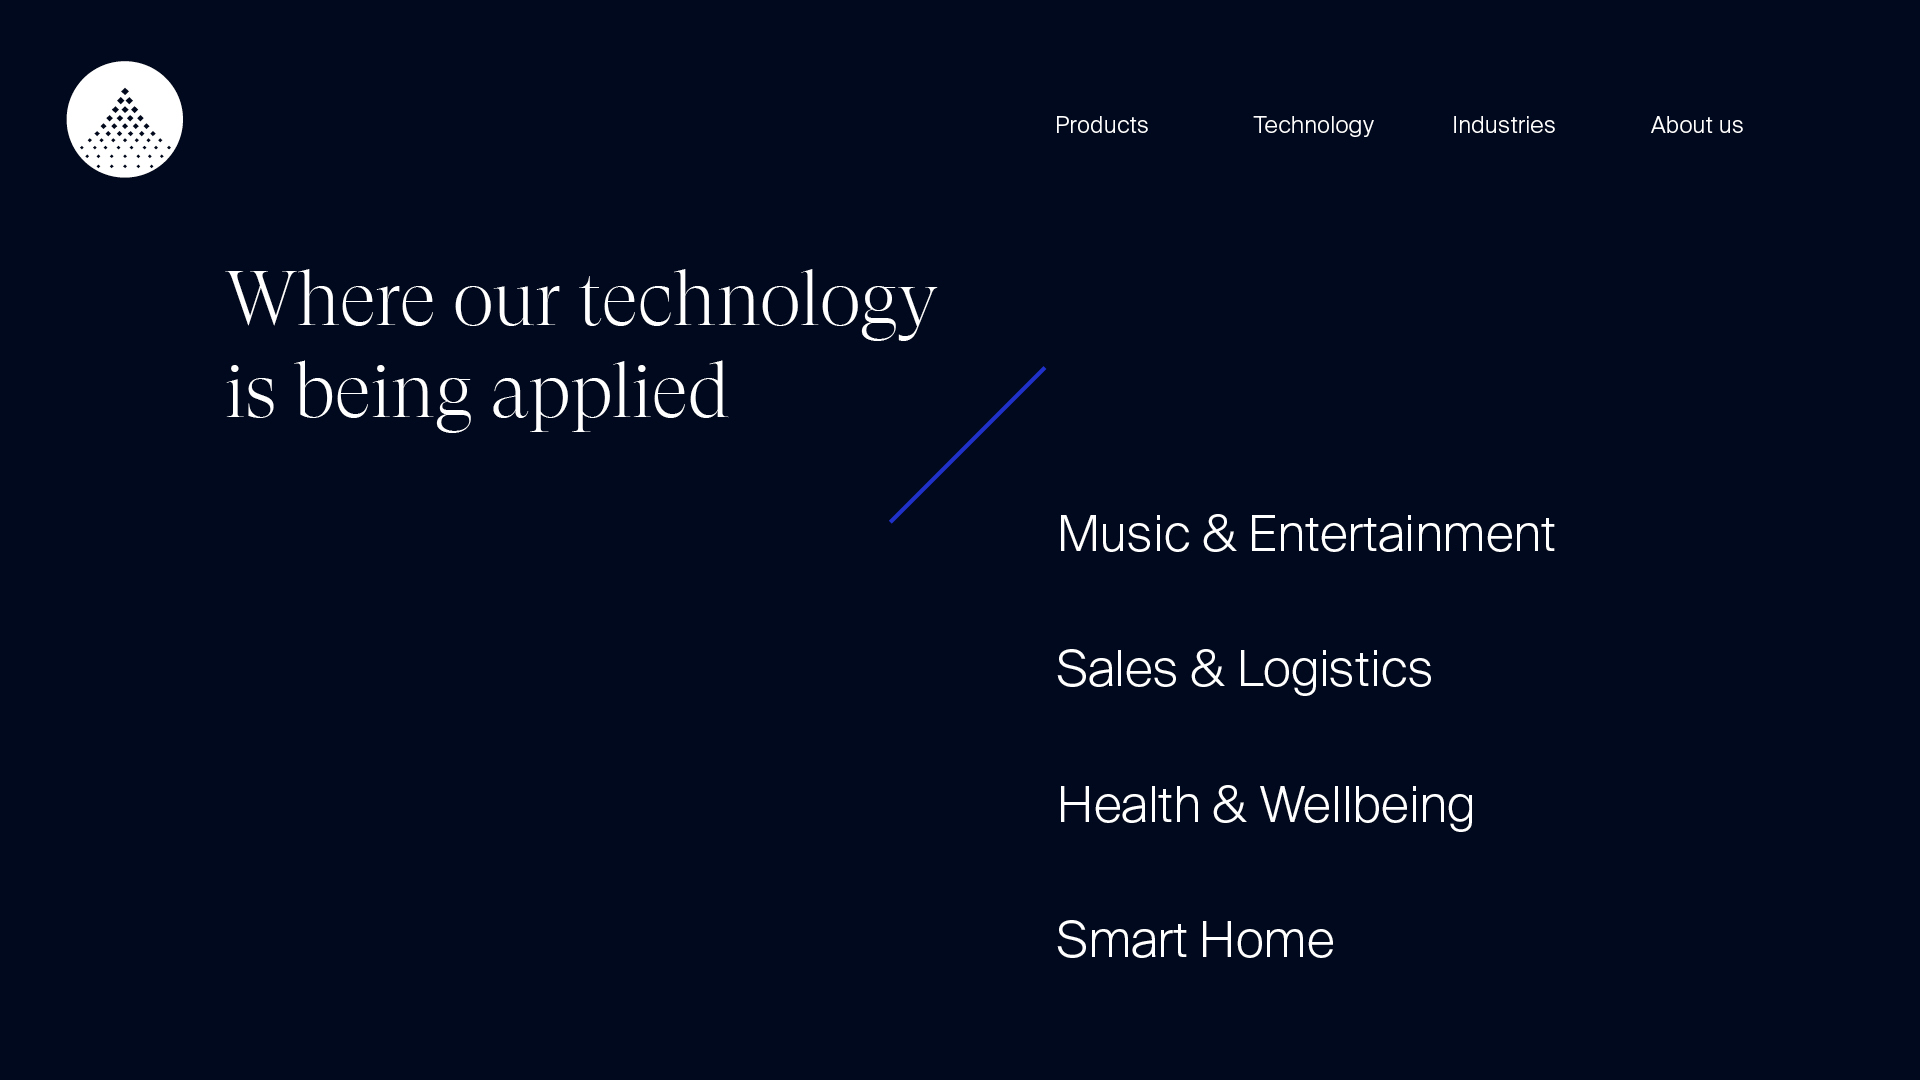 Products
Technology
Industries
About us
Where our technology
is being applied
Music & Entertainment
Sales & Logistics
Health & Wellbeing
Smart Home